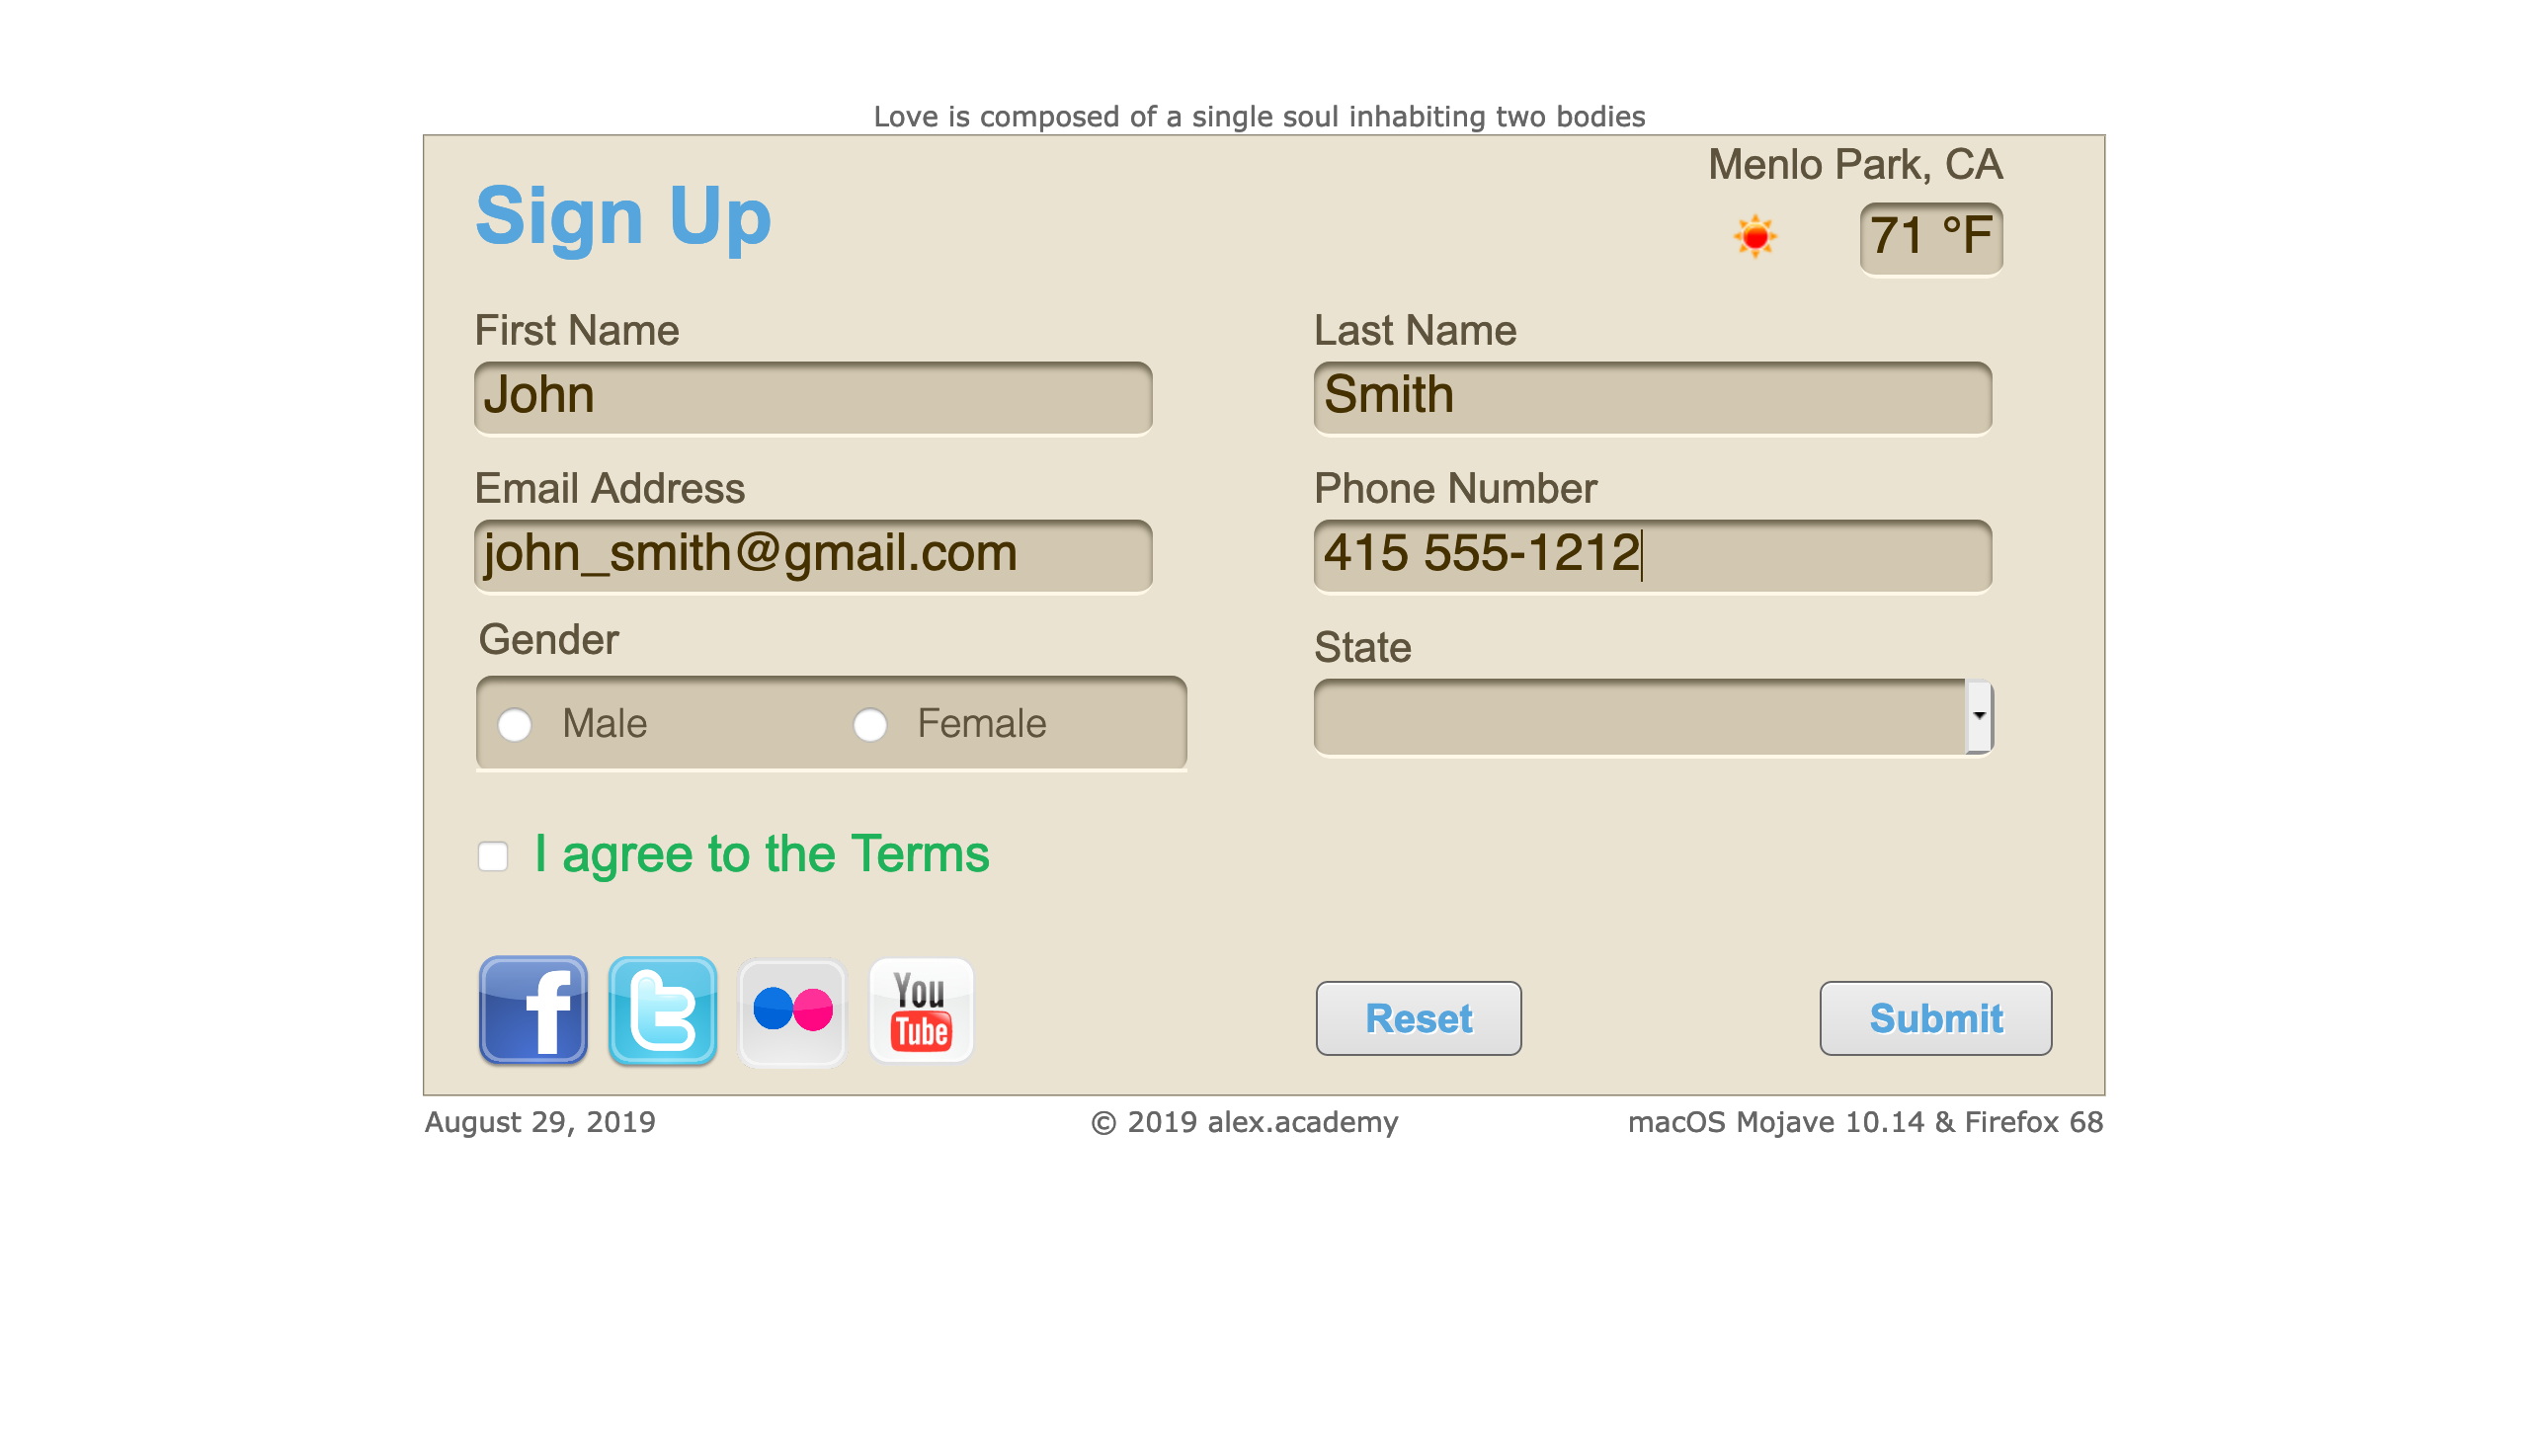 Love is composed of a single soul inhabiting two bodies
Menlo Park, CA
Sign Up
71 °F
First Name
Last Name
John
Smith
Email Address
Phone Number
john_smith@gmail.com
415 555-1212
Gender
State
Male
Female
I agree to the Terms
f
t
You
Tube
Reset
Submit
August 29, 2019
© 2019 alex.academy
macOS Mojave 10.14 & Firefox 68